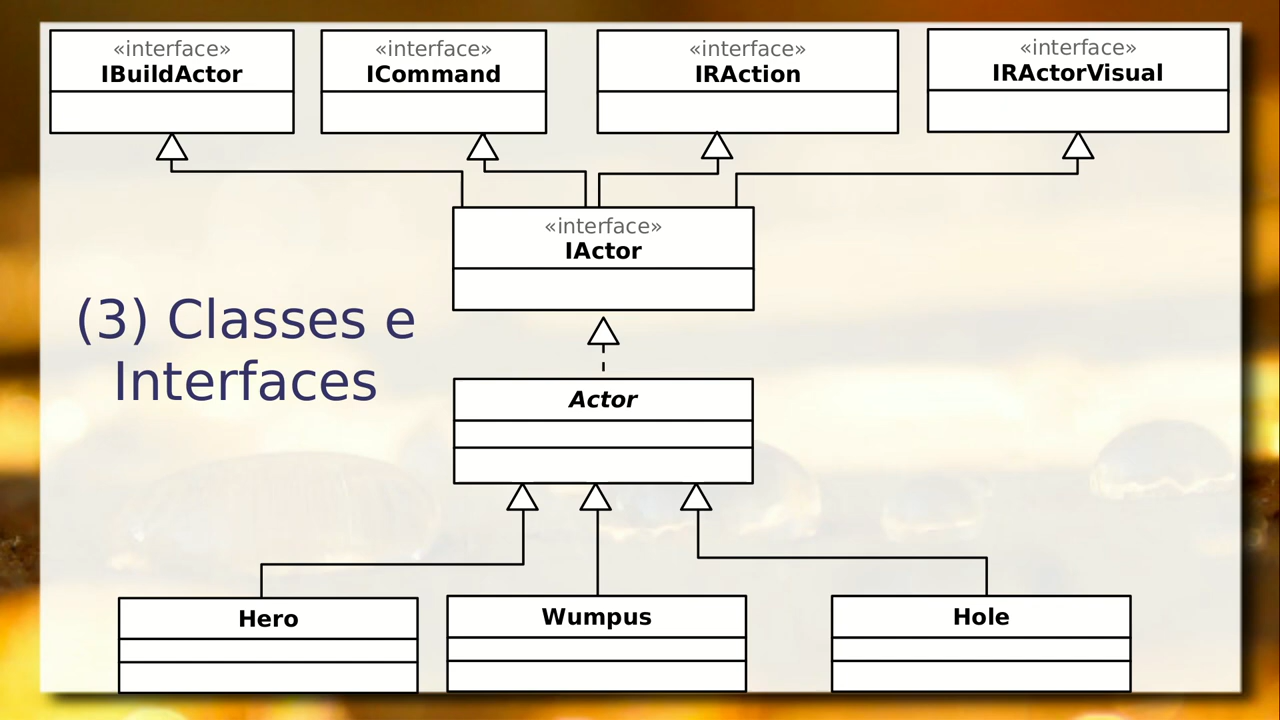 «interface»
IBuildActor
«interface»
ICommand
«interface»
IRAction
«interface»
IRActorVisual
«interface»
IActor
(3) Classes e
Interfaces
Actor
Hero
Wumpus
Hole